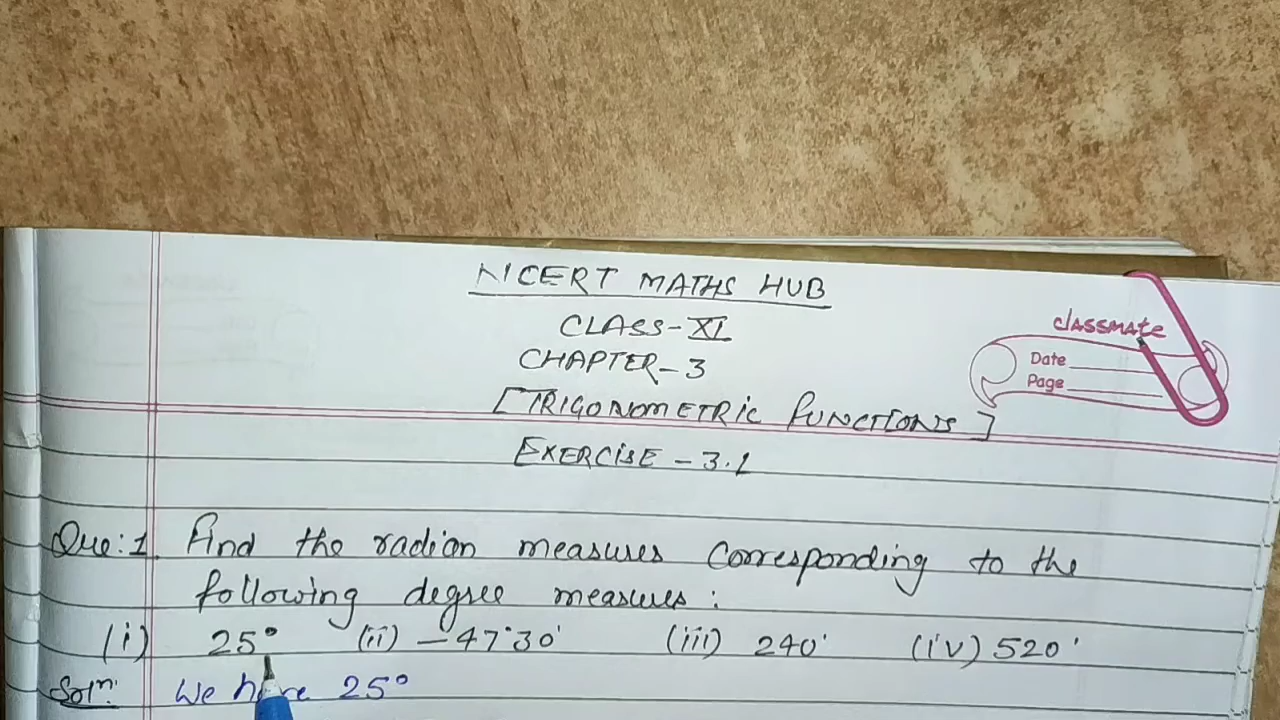 NCERT MATHS HUB
CLASS-XI
CHAPTER-3
[TRIGONOMETRIC FUNCTIONS]
EXERCISE-3.1
classmate
Date
Page
Que:1 Find the radian measures Corresponding to the
following degree measures:
(i) 25° (ii) -47°30' (iii) 240° (iv) 520°
Solⁿ: We have 25°